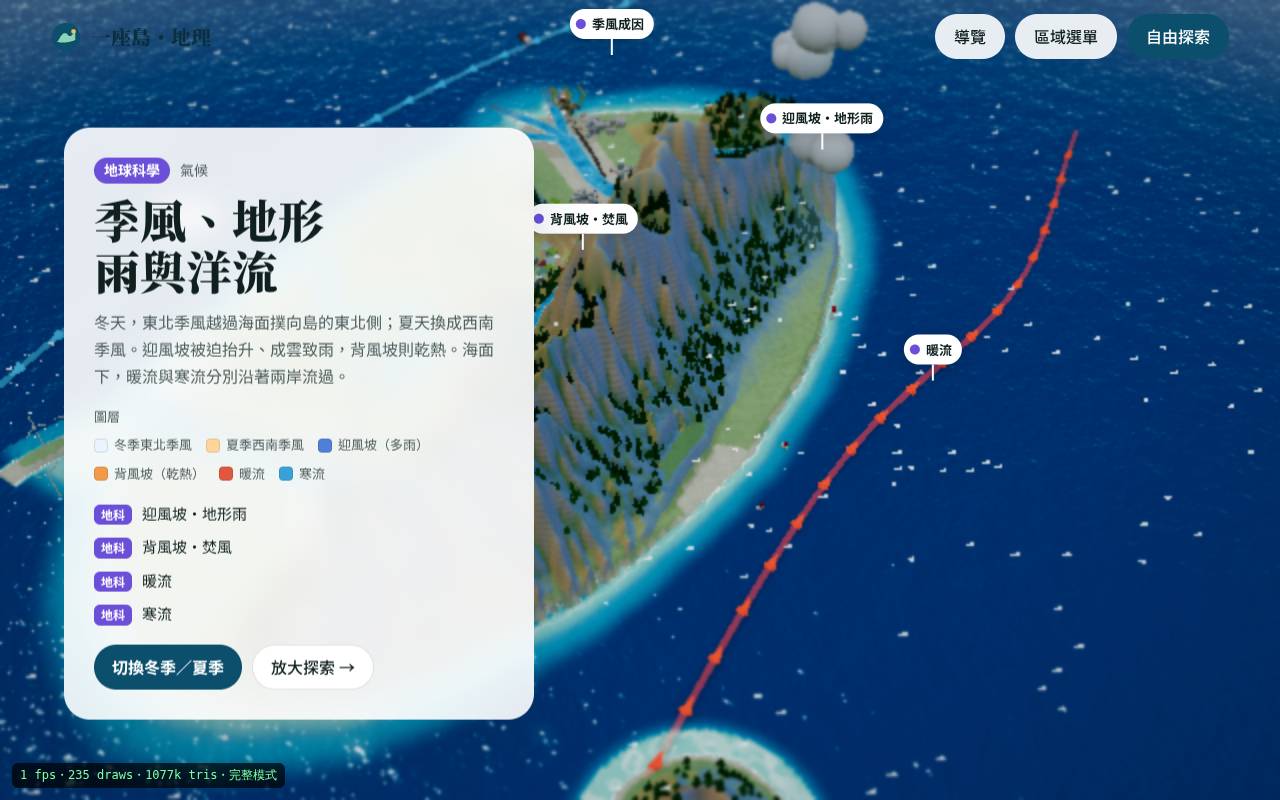 一座島・地理
導覽
區域選單
自由探索
季風成因
迎風坡・地形雨
背風坡・焚風
暖流
地球科學 氣候
季風、地形
雨與洋流
冬天，東北季風越過海面撲向島的東北側；夏天換成西南
季風。迎風坡被迫抬升、成雲致雨，背風坡則乾熱。海面
下，暖流與寒流分別沿著兩岸流過。
圖層
冬季東北季風 夏季西南季風 迎風坡（多雨）
背風坡（乾熱） 暖流 寒流
地科 迎風坡・地形雨
地科 背風坡・焚風
地科 暖流
地科 寒流
切換冬季／夏季 放大探索 →
1 fps · 235 draws · 1077k tris · 完整模式